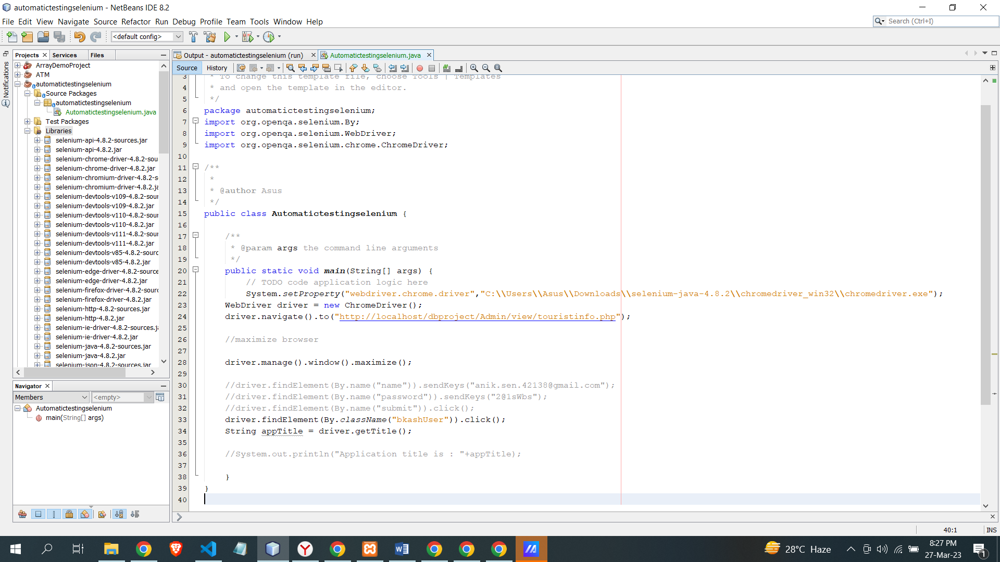 automatictestingselenium - NetBeans IDE 8.2
File Edit View Navigate Source Refactor Run Debug Profile Team Tools Window Help
Search (Ctrl+I)
<default config>
Notifications
Projects Services Files
ArrayDemoProject
ATM
automatictestingselenium
Source Packages
automatictestingselenium
Automatictestingselenium.java
Test Packages
Libraries
selenium-api-4.8.2-sources.jar
selenium-api-4.8.2.jar
selenium-chrome-driver-4.8.2-sou
selenium-chrome-driver-4.8.2.jar
selenium-chromium-driver-4.8.2-s
selenium-chromium-driver-4.8.2.ja
selenium-devtools-v109-4.8.2-sour
selenium-devtools-v109-4.8.2.jar
selenium-devtools-v110-4.8.2-sour
selenium-devtools-v110-4.8.2.jar
selenium-devtools-v111-4.8.2-sour
selenium-devtools-v111-4.8.2.jar
selenium-devtools-v85-4.8.2-sourc
selenium-devtools-v85-4.8.2.jar
selenium-edge-driver-4.8.2-source
selenium-edge-driver-4.8.2.jar
selenium-firefox-driver-4.8.2-sourc
selenium-firefox-driver-4.8.2.jar
selenium-http-4.8.2-sources.jar
selenium-http-4.8.2.jar
selenium-ie-driver-4.8.2-sources.ja
selenium-ie-driver-4.8.2.jar
selenium-java-4.8.2-sources.jar
selenium-java-4.8.2.jar
selenium-json-4.8.2-sources.jar
Navigator
Members <empty>
Automatictestingselenium
main(String[] args)
Output - automatictestingselenium (run) Automatictestingselenium.java
Source History
3 * To change this template file, choose Tools | Templates
4 * and open the template in the editor.
5 */
6 package automatictestingselenium;
7 import org.openqa.selenium.By;
8 import org.openqa.selenium.WebDriver;
9 import org.openqa.selenium.chrome.ChromeDriver;
10
11 /**
12 *
13 * @author Asus
14 */
15 public class Automatictestingselenium {
16
17 /**
18 * @param args the command line arguments
19 */
20 public static void main(String[] args) {
21 // TODO code application logic here
22 System.setProperty("webdriver.chrome.driver","C:\\Users\\Asus\\Downloads\\selenium-java-4.8.2\\chromedriver_win32\\chromedriver.exe");
23 WebDriver driver = new ChromeDriver();
24 driver.navigate().to("http://localhost/dbproject/Admin/view/touristinfo.php");
25
26 //maximize browser
27
28 driver.manage().window().maximize();
29
30 //driver.findElement(By.name("name")).sendKeys("anik.sen.42138@gmail.com");
31 //driver.findElement(By.name("password")).sendKeys("2@1sWbs");
32 //driver.findElement(By.name("submit")).click();
33 driver.findElement(By.className("bkashUser")).click();
34 String appTitle = driver.getTitle();
35
36 //System.out.println("Application title is : "+appTitle);
37
38 }
39 }
40
40:1 INS
28°C Haze
8:27 PM
27-Mar-23
1